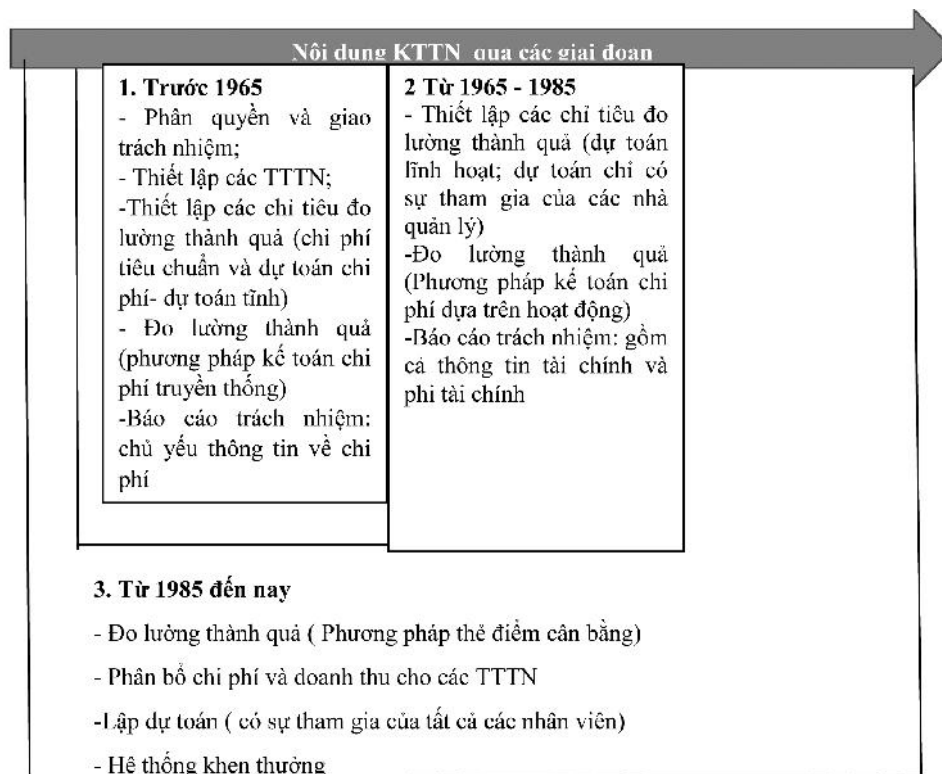 Nội dung KTTN qua các giai đoạn
1. Trước 1965
- Phân quyền và giao
trách nhiệm;
- Thiết lập các TTTN;
-Thiết lập các chỉ tiêu đo
lường thành quả (chi phí
tiêu chuẩn và dự toán chi
phí- dự toán tĩnh)
- Đo lường thành quả
(phương pháp kế toán chi
phí truyền thống)
-Báo cáo trách nhiệm:
chủ yếu thông tin về chi
phí
2 Từ 1965 - 1985
- Thiết lập các chỉ tiêu đo
lường thành quả (dự toán
lĩnh hoạt; dự toán chỉ có
sự tham gia của các nhà
quản lý)
-Đo lường thành quả
(Phương pháp kế toán chi
phí dựa trên hoạt động)
-Báo cáo trách nhiệm: gồm
cả thông tin tài chính và
phi tài chính
3. Từ 1985 đến nay
- Đo lường thành quả ( Phương pháp thẻ điểm cân bằng)
- Phân bổ chi phí và doanh thu cho các TTTN
-Lập dự toán ( có sự tham gia của tất cả các nhân viên)
- Hệ thống khen thưởng